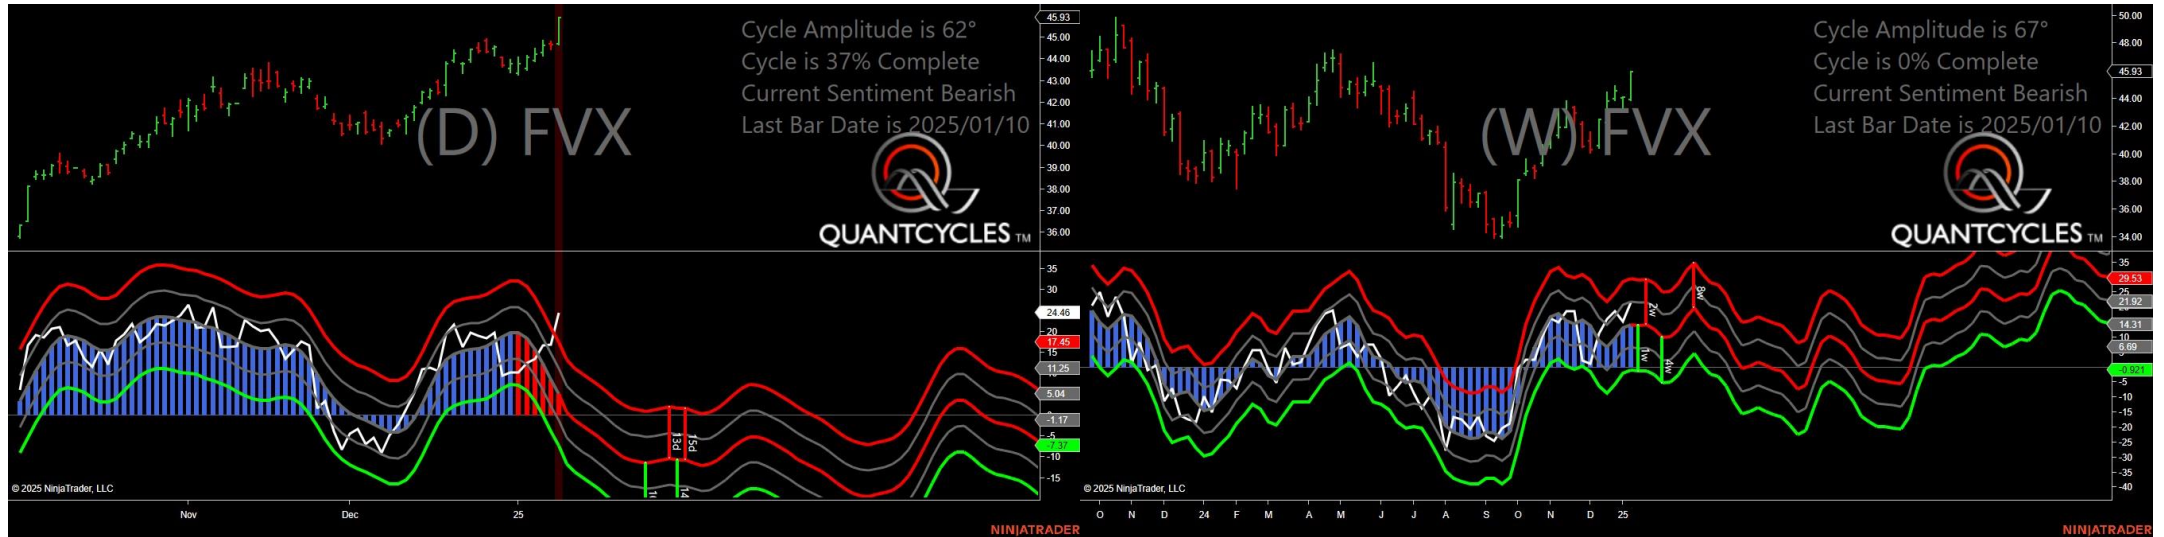 Cycle Amplitude is 62°
Cycle is 37% Complete
Current Sentiment Bearish
Last Bar Date is 2025/01/10
(D) FVX
QUANTCYCLES TM
45.93
45.00
44.00
43.00
42.00
41.00
40.00
39.00
38.00
37.00
36.00
35
30
24.46
20
17.45
15
11.25
5.04
-1.17
-5
-7.37
-10
-15
13d
15d
14
© 2025 NinjaTrader, LLC
Nov
Dec
25
NINJATRADER
Cycle Amplitude is 67°
Cycle is 0% Complete
Current Sentiment Bearish
Last Bar Date is 2025/01/10
(W) FVX
QUANTCYCLES TM
50.00
48.00
45.93
44.00
42.00
40.00
38.00
36.00
34.00
35
29.53
25
21.92
14.31
10
6.69
-0.921
-5
-10
-15
-20
-25
-30
-35
-40
2w
8w
1w
4w
© 2025 NinjaTrader, LLC
O N D 24 F M A M J J A S O N D 25
NINJATRADER